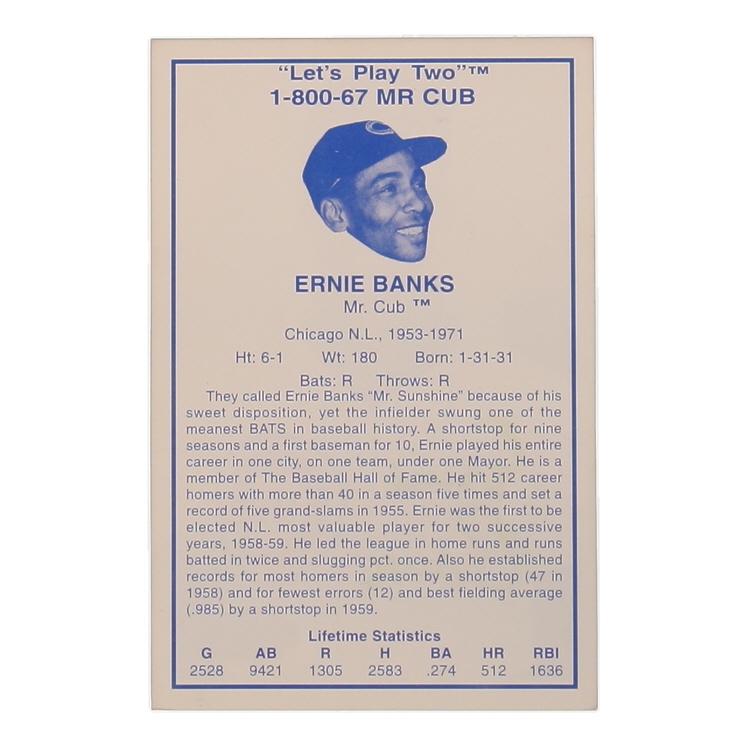 "Let's Play Two"™
1-800-67 MR CUB
C
ERNIE BANKS
Mr. Cub ™
Chicago N.L., 1953-1971
Ht: 6-1 Wt: 180 Born: 1-31-31
Bats: R Throws: R
They called Ernie Banks "Mr. Sunshine" because of his
sweet disposition, yet the infielder swung one of the
meanest BATS in baseball history. A shortstop for nine
seasons and a first baseman for 10, Ernie played his entire
career in one city, on one team, under one Mayor. He is a
member of The Baseball Hall of Fame. He hit 512 career
homers with more than 40 in a season five times and set a
record of five grand-slams in 1955. Ernie was the first to be
elected N.L. most valuable player for two successive
years, 1958-59. He led the league in home runs and runs
batted in twice and slugging pct. once. Also he established
records for most homers in season by a shortstop (47 in
1958) and for fewest errors (12) and best fielding average
(.985) by a shortstop in 1959.
Lifetime Statistics
G AB R H BA HR RBI
2528 9421 1305 2583 .274 512 1636